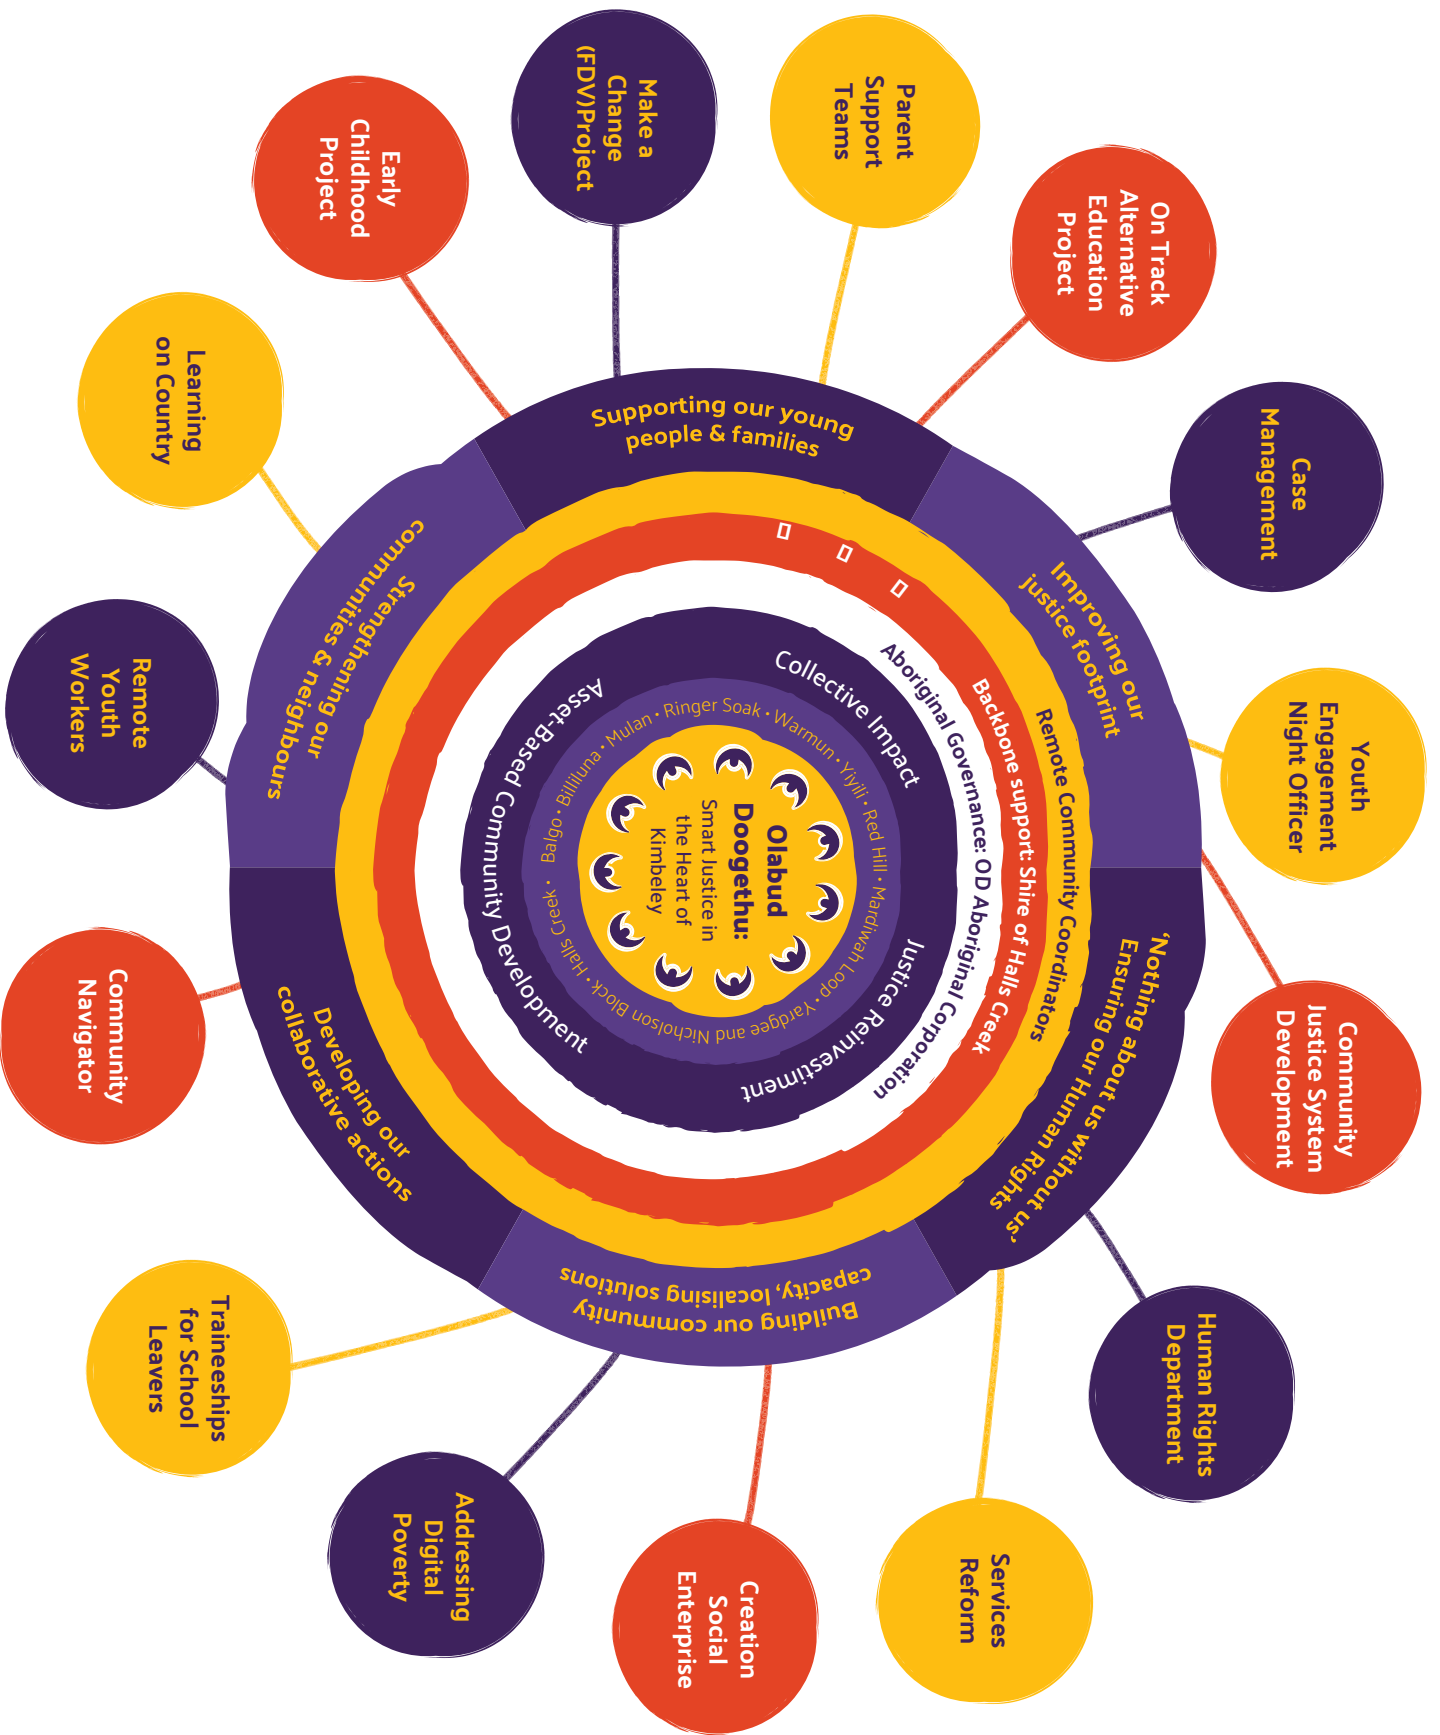 Make a
Change
(FDV)Project
Parent
Support
Teams
On Track
Alternative
Education
Project
Case
Management
Youth
Engagement
Night Officer
Community
Justice System
Development
Human Rights
Department
Services
Reform
Creation
Social
Enterprise
Addressing
Digital
Poverty
Traineeships
for School
Leavers
Community
Navigator
Remote
Youth
Workers
Learning
on Country
Early
Childhood
Project
Supporting our young
people & families
Improving our
justice footprint
‘Nothing about us without us’
Ensuring our Human Rights
Building our community
capacity, localising solutions
Developing our
collaborative actions
Strengthening our
communities & neighbours
Remote Community Coordinators
Backbone support: Shire of Halls Creek
Aboriginal Governance: OD Aboriginal Corporation
Collective Impact
Justice Reinvestiment
Asset-Based Community Development
Balgo • Billiluna • Mulan • Ringer Soak • Warmun • Yiyili • Red Hill • Mardiwah Loop • Yardgee and Nicholson Block • Halls Creek •
Olabud
Doogethu:
Smart Justice in
the Heart of
Kimbeley